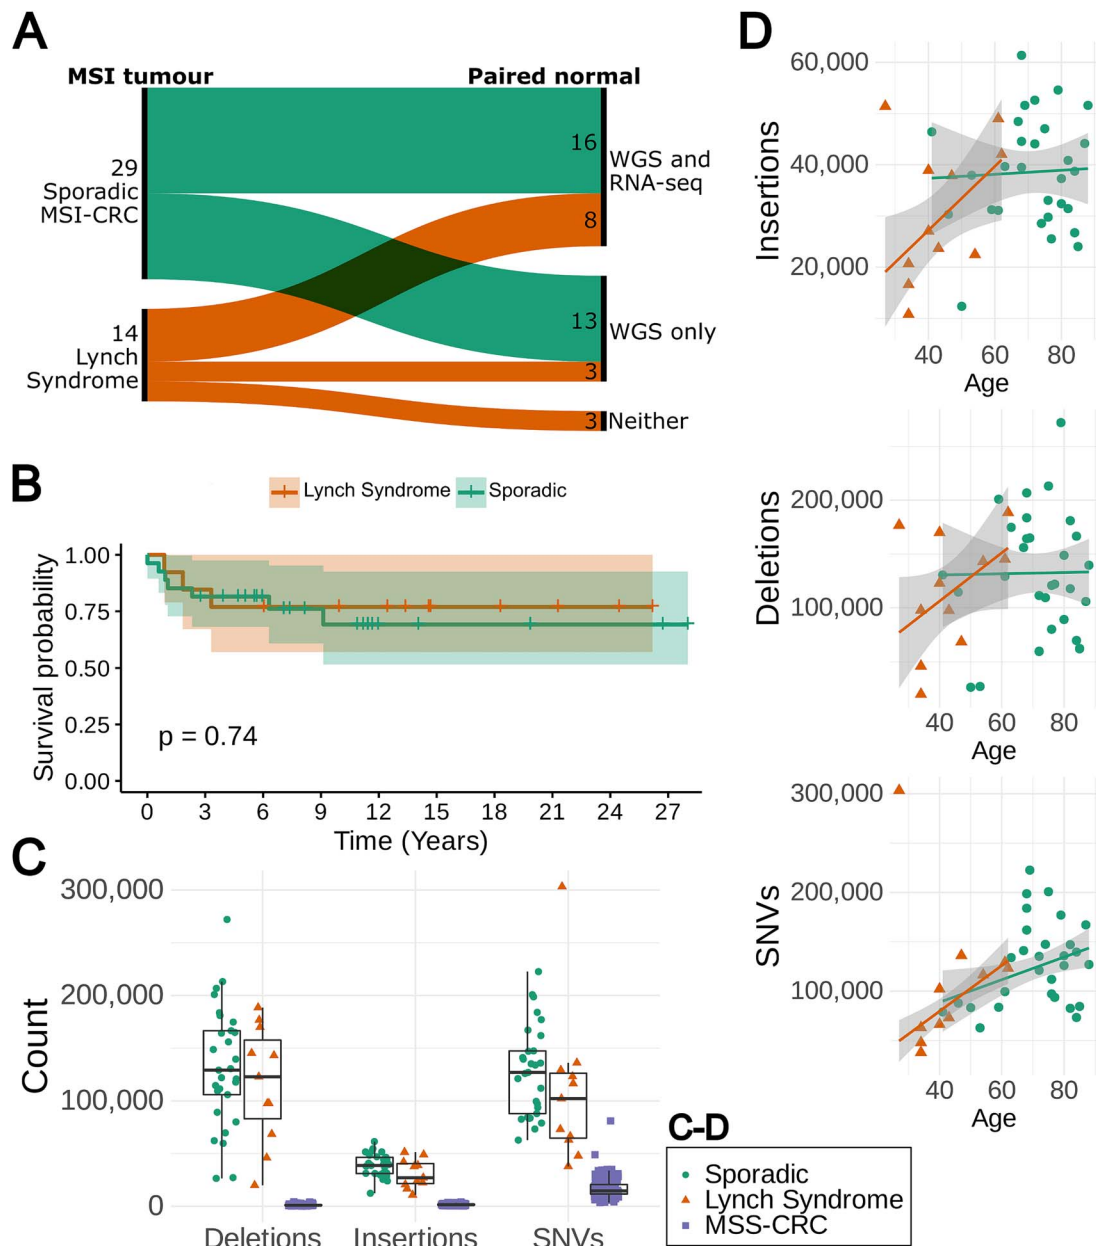 A
MSI tumour
Paired normal
29
Sporadic
MSI-CRC
14
Lynch
Syndrome
16
8
WGS and
RNA-seq
13
3
WGS only
3
Neither
B
Lynch Syndrome
Sporadic
Survival probability
1.00
0.75
0.50
0.25
0.00
p = 0.74
0 3 6 9 12 15 18 21 24 27
Time (Years)
C
Count
300,000
200,000
100,000
0
Deletions Insertions SNVs
D
Insertions
60,000
40,000
20,000
40 60 80
Age
Deletions
200,000
100,000
40 60 80
Age
SNVs
300,000
200,000
100,000
40 60 80
Age
C-D
Sporadic
Lynch Syndrome
MSS-CRC